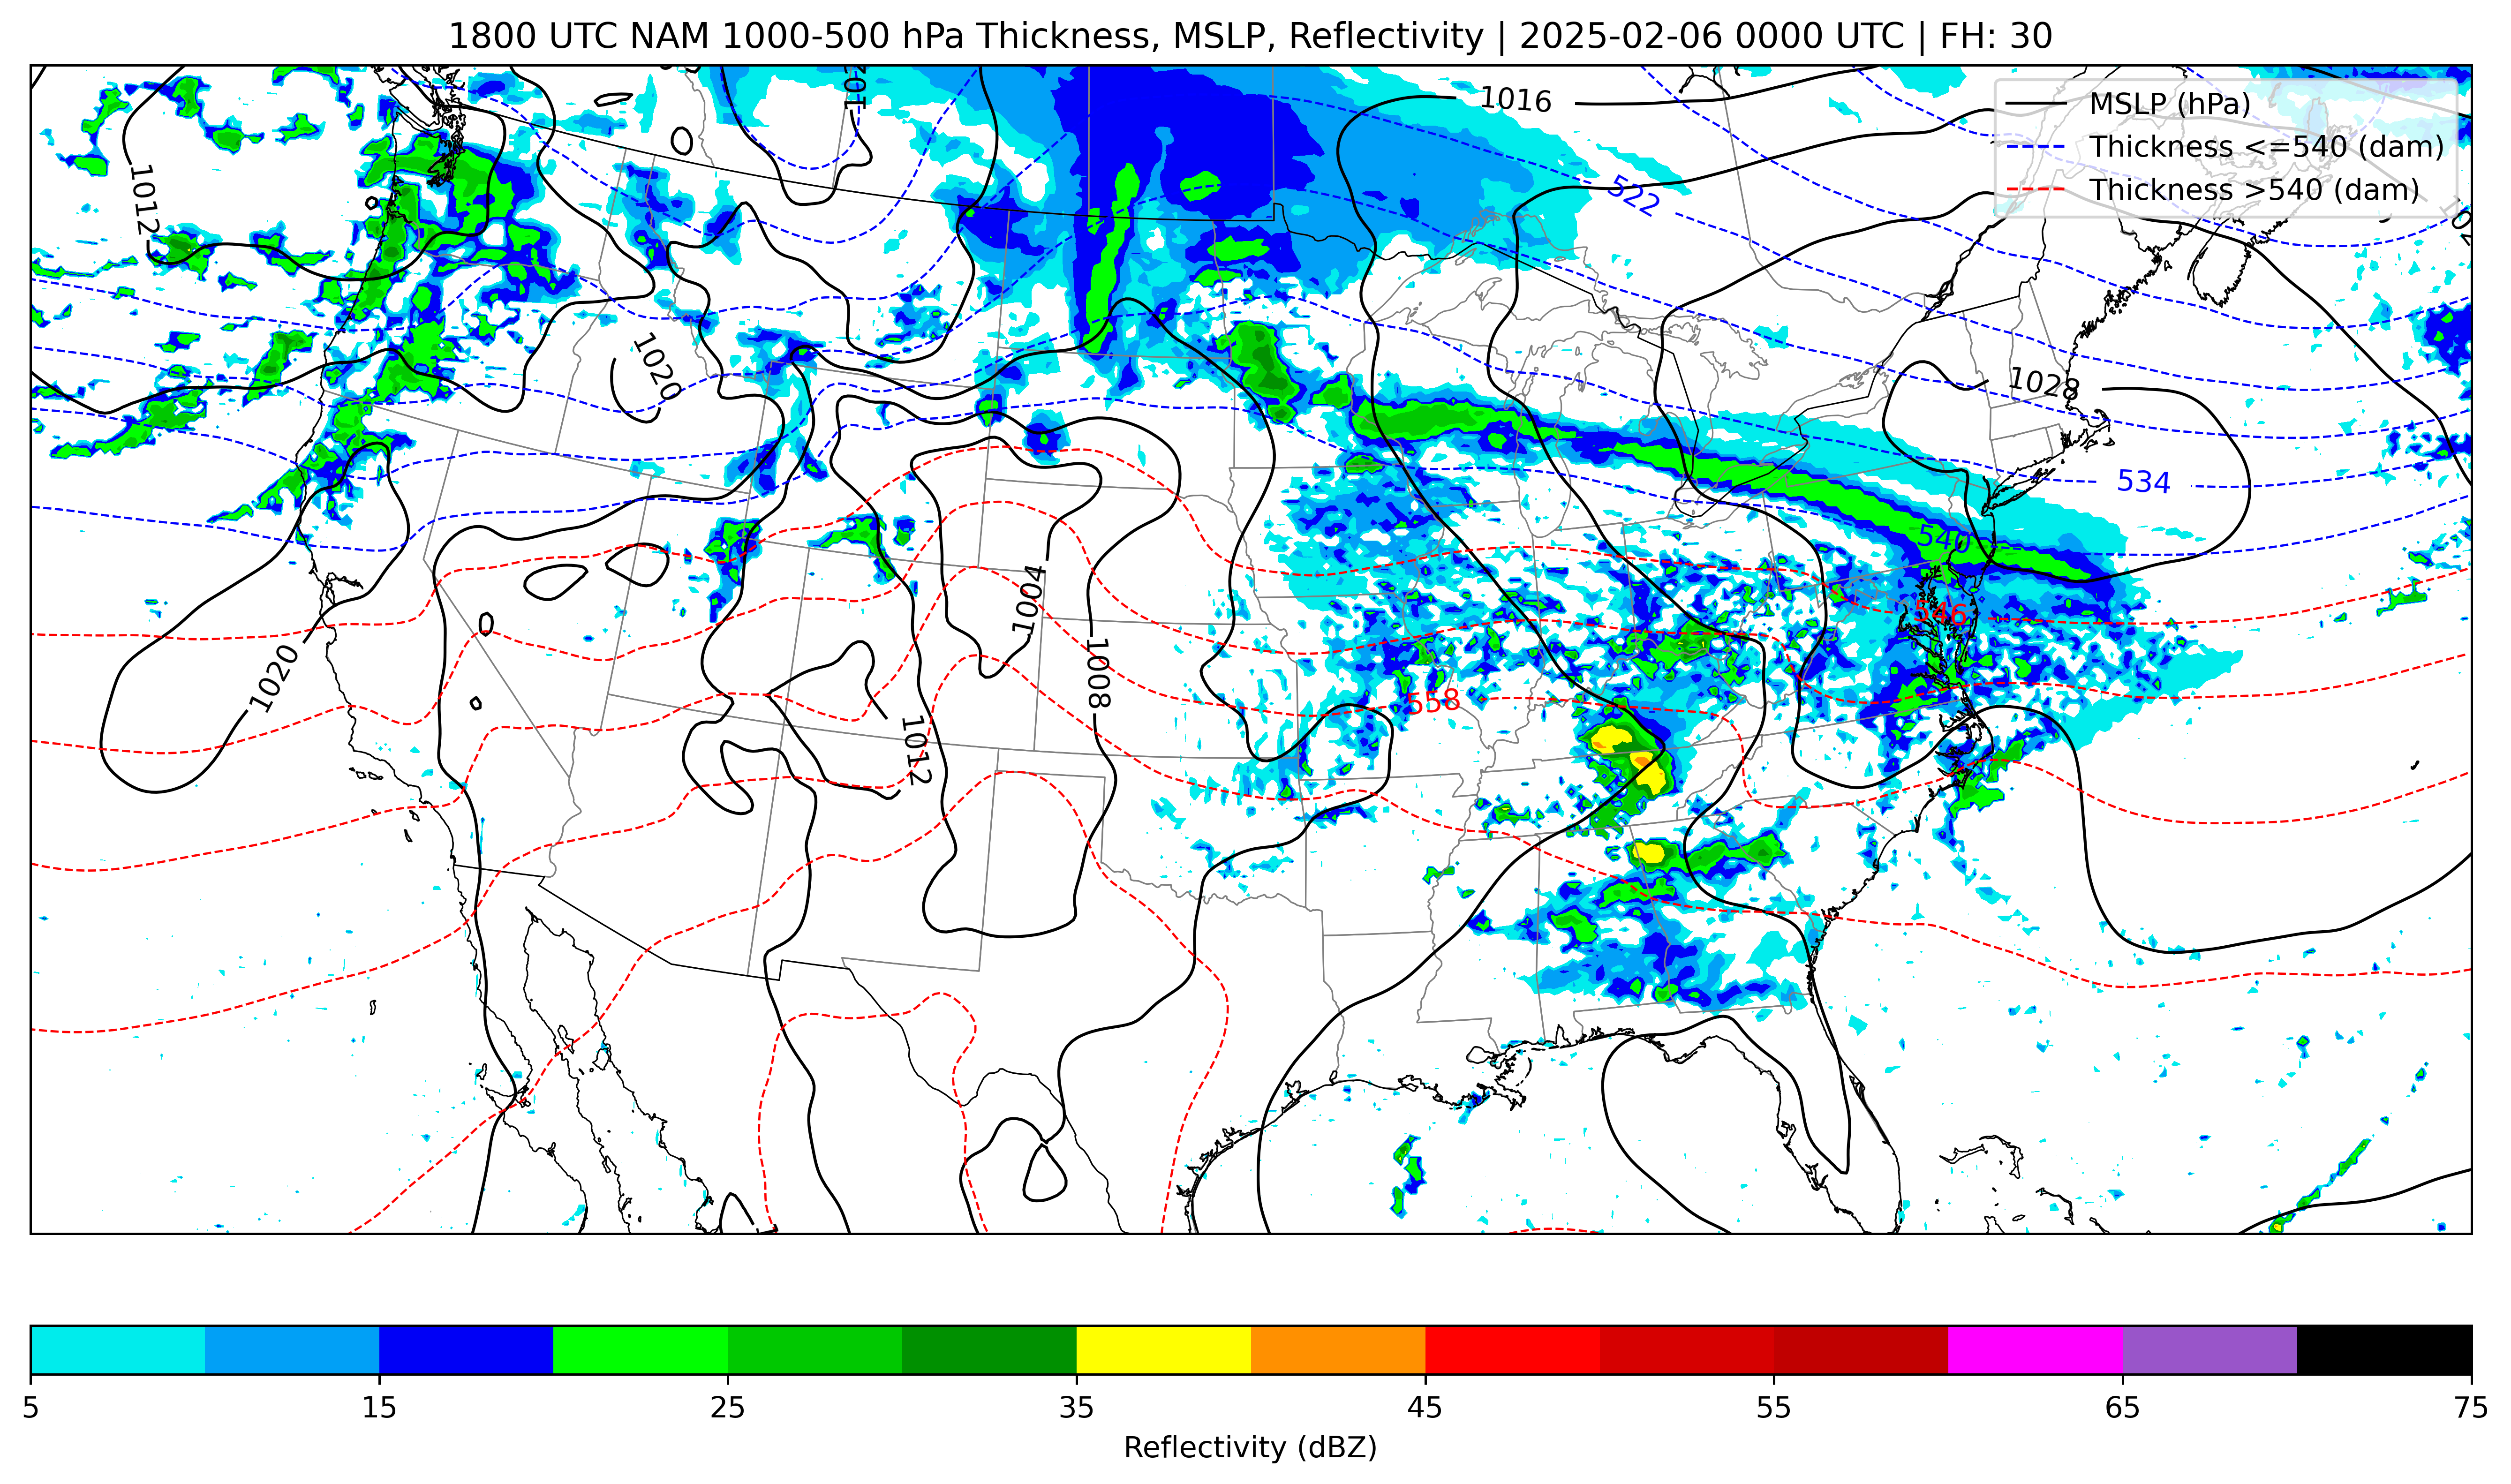 1800 UTC NAM 1000-500 hPa Thickness, MSLP, Reflectivity | 2025-02-06 0000 UTC | FH: 30
MSLP (hPa)
Thickness <=540 (dam)
Thickness >540 (dam)
1016
1012
522
1020
1028
534
540
1004
546
1020
1008
558
1012
5 15 25 35 45 55 65 75
Reflectivity (dBZ)